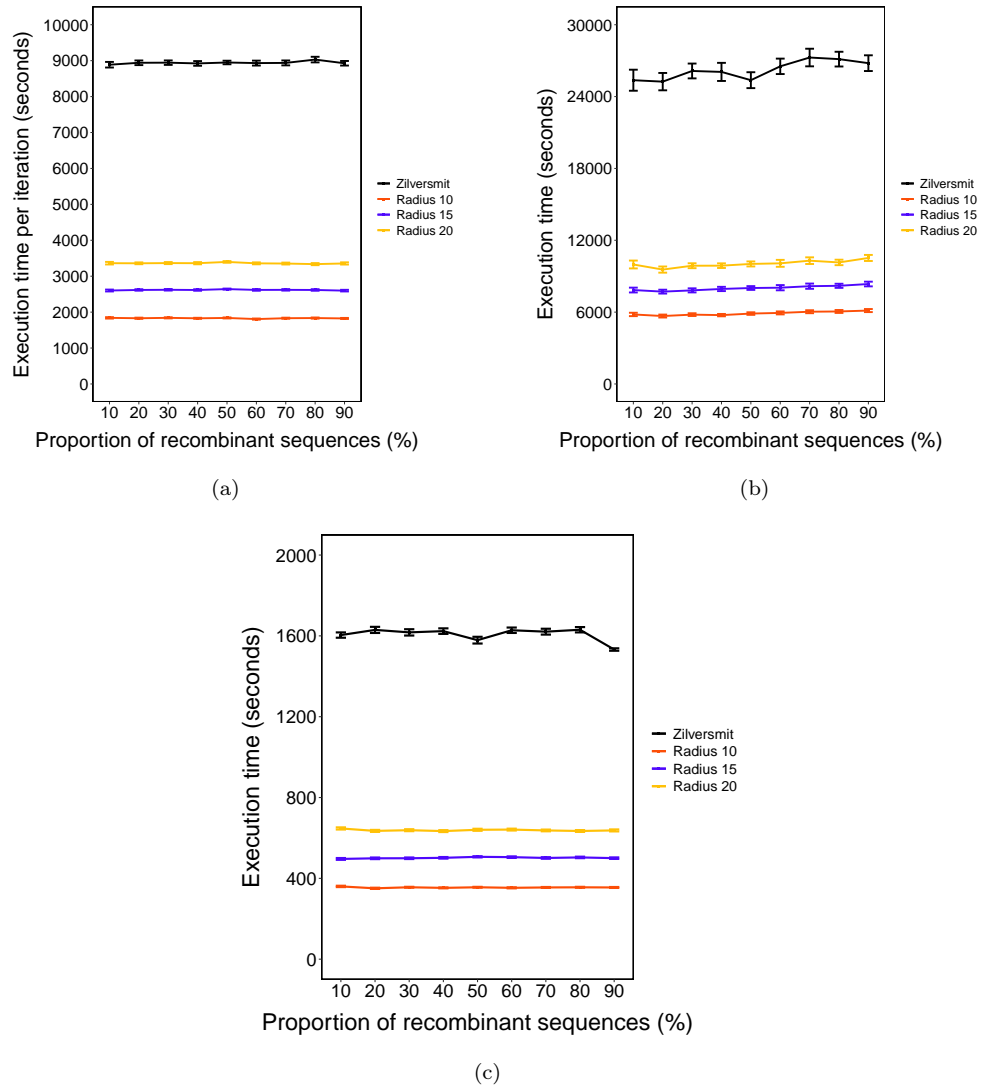 Execution time per iteration (seconds)
10000
9000
8000
7000
6000
5000
4000
3000
2000
1000
0
10 20 30 40 50 60 70 80 90
Proportion of recombinant sequences (%)
Zilversmit
Radius 10
Radius 15
Radius 20
(a)
Execution time (seconds)
30000
24000
18000
12000
6000
0
10 20 30 40 50 60 70 80 90
Proportion of recombinant sequences (%)
Zilversmit
Radius 10
Radius 15
Radius 20
(b)
Execution time (seconds)
2000
1600
1200
800
400
0
10 20 30 40 50 60 70 80 90
Proportion of recombinant sequences (%)
Zilversmit
Radius 10
Radius 15
Radius 20
(c)